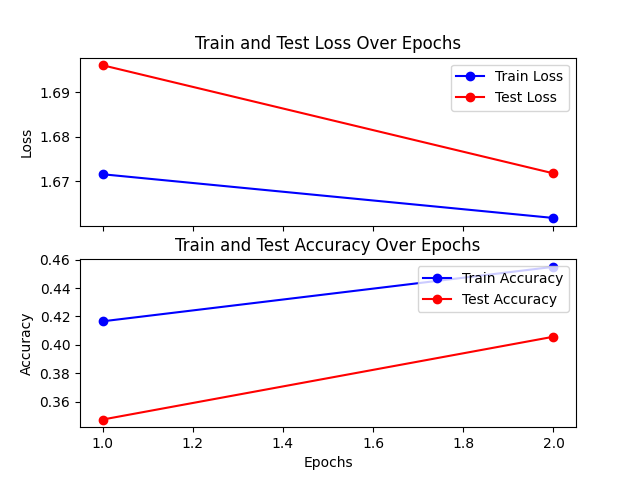 Train and Test Loss Over Epochs
1.69
1.68
1.67
Loss
Train Loss
Test Loss
Train and Test Accuracy Over Epochs
0.46
0.44
0.42
0.40
0.38
0.36
Accuracy
Train Accuracy
Test Accuracy
1.0 1.2 1.4 1.6 1.8 2.0
Epochs